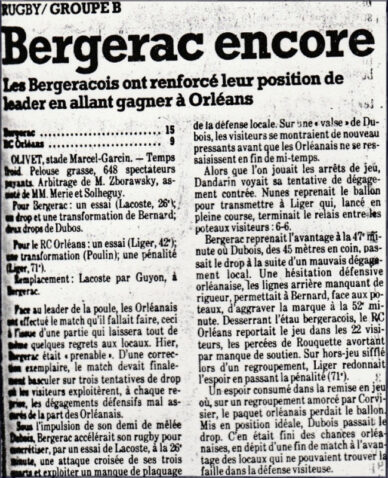 RUGBY/ GROUPE B
Bergerac encore
Les Bergeracois ont renforcé leur position de
leader en allant gagner à Orléans
Bergerac ........ 15
RC Orléans ........ 9
OLIVET, stade Marcel-Garcin. — Temps
froid. Pelouse grasse, 648 spectateurs
payants. Arbitrage de M. Zborawsky, as-
de MM. Merie et Solheguy.
Pour Bergerac : un essai (Lacoste, 26e);
un drop et une transformation de Bernard;
deux drops de Dubos.
Pour le RC Orléans : un essai (Liger, 42e);
une transformation (Poulin); une pénalité
(Liger, 71e).
Remplacement : Lacoste par Guyon, à
Bergerac.
Face au leader de la poule, les Orléanais
ont effectué le match qu'il fallait faire, ceci
à l'issue d'une partie qui laissera tout de
même quelques regrets aux locaux. Hier,
Bergerac était « prenable ». D'une correc-
tion exemplaire, le match devait finale-
ment basculer sur trois tentatives de drop
les visiteurs exploitèrent, à chaque re-
prise, les dégagements défensifs mal as-
surés de la part des Orléanais.
Sous l'impulsion de son demi de mêlée
Dubois, Bergerac accélérait son rugby pour
concrétiser, par un essai de Lacoste, à la 26e
minute, une attaque croisée de ses trois
quarts et exploiter un manque de plaquage
de la défense locale. Sur une « valse » de Du-
bois, les visiteurs se montraient de nouveau
pressants avant que les Orléanais ne se res-
saisissent en fin de mi-temps.
Alors que l'on jouait les arrêts de jeu,
Dandarin voyait sa tentative de dégage-
ment contrée. Nunes reprenait le ballon
pour transmettre à Liger qui, lancé en
pleine course, terminait le relais entre les
poteaux visiteurs : 6-6.
Bergerac reprenait l'avantage à la 47e mi-
nute où Dubois, des 45 mètres en coin, pas-
sait le drop à la suite d'un mauvais dégage-
ment local. Une hésitation défensive
orléanaise, les lignes arrière manquant de
rigueur, permettait à Bernard, face aux po-
teaux, d'aggraver la marque à la 52e mi-
nute. Desserrant l'étau bergeracois, le RC
Orléans reportait le jeu dans les 22 visi-
teurs, les percées de Rouquette avortant
par manque de soutien. Sur hors-jeu sifflé
lors d'un regroupement, Liger redonnait
l'espoir en passant la pénalité (71e).
Un espoir consumé dans la remise en jeu
où, sur un regroupement amorcé par Corvi-
sier, le paquet orléanais perdait le ballon.
Mis en position idéale, Dubois passait le
drop. C'en était fini des chances orléa-
naises, en dépit d'une fin de match à l'avan-
tage des locaux qui ne pouvaient trouver la
faille dans la défense visiteuse.